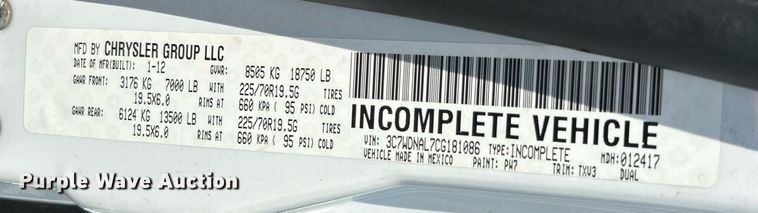 MFD BY CHRYSLER GROUP LLC
DATE OF MFR(BUILT): 1-12 GVWR: 8505 KG 18750 LB
GAWR FRONT: 3176 KG 7000 LB WITH 225/70R19.5G TIRES
19.5X6.0 RIMS AT 660 KPA ( 95 PSI) COLD
GAWR REAR: 6124 KG 13500 LB WITH 225/70R19.5G TIRES
19.5X6.0 RIMS AT 660 KPA ( 95 PSI) COLD
INCOMPLETE VEHICLE
VIN: 3C7WDNAL7CG181086 TYPE:INCOMPLETE MDH:012417
VEHICLE MADE IN MEXICO PAINT: PW7 TRIM: TXV3 DUAL
Purple Wave Auction